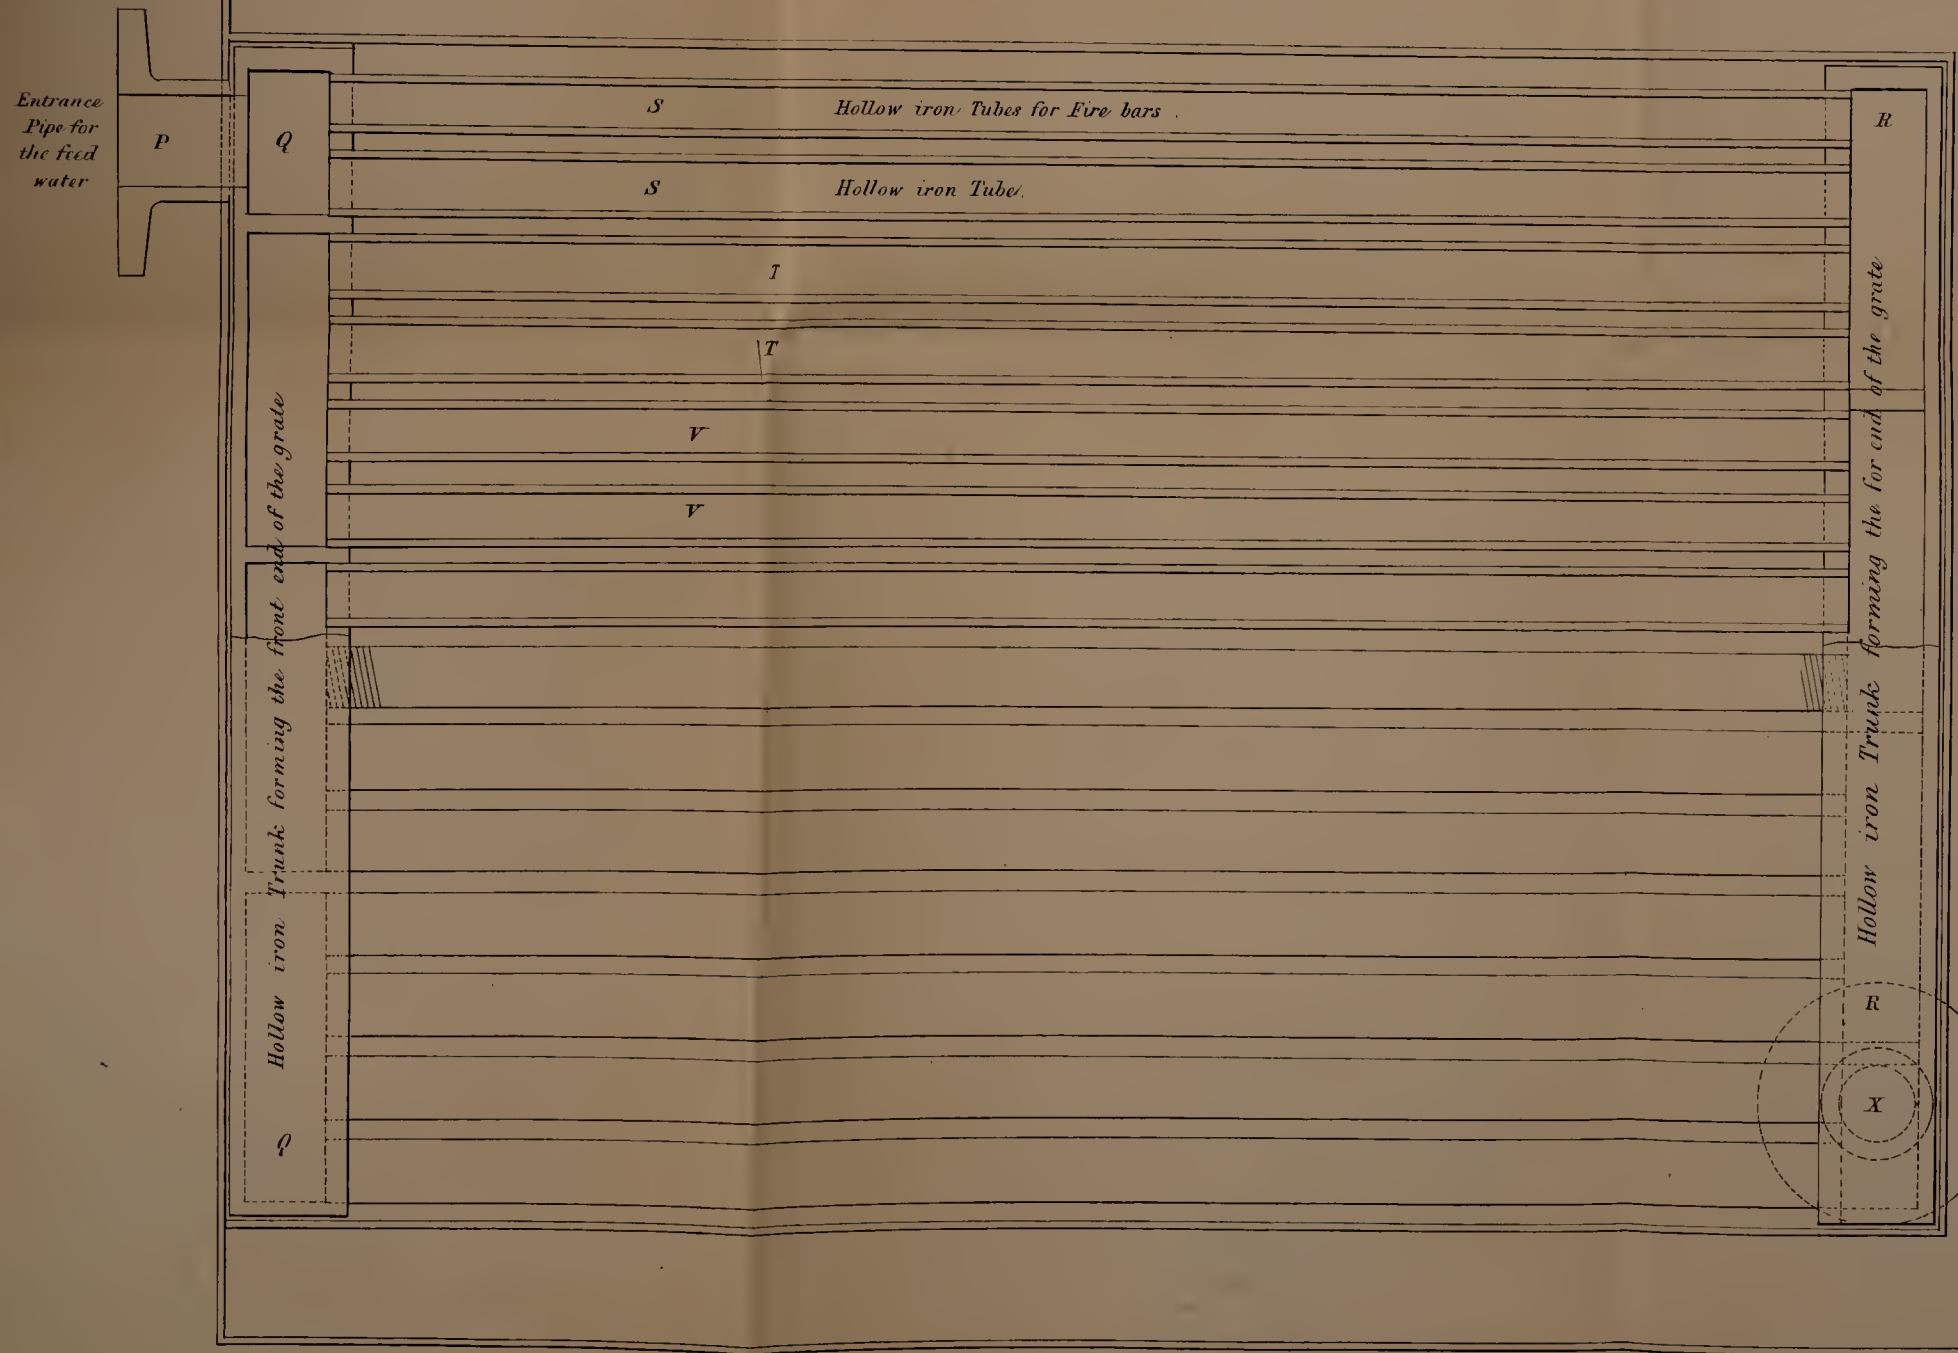 Entrance
Pipe for
the feed
water
P
Q
S Hollow iron Tubes for Fire bars .
R
S Hollow iron Tube.
T
T
V
V
Hollow iron Trunk forming the front end of the grate
Hollow iron Trunk forming the for end of the grate
R
X
Q